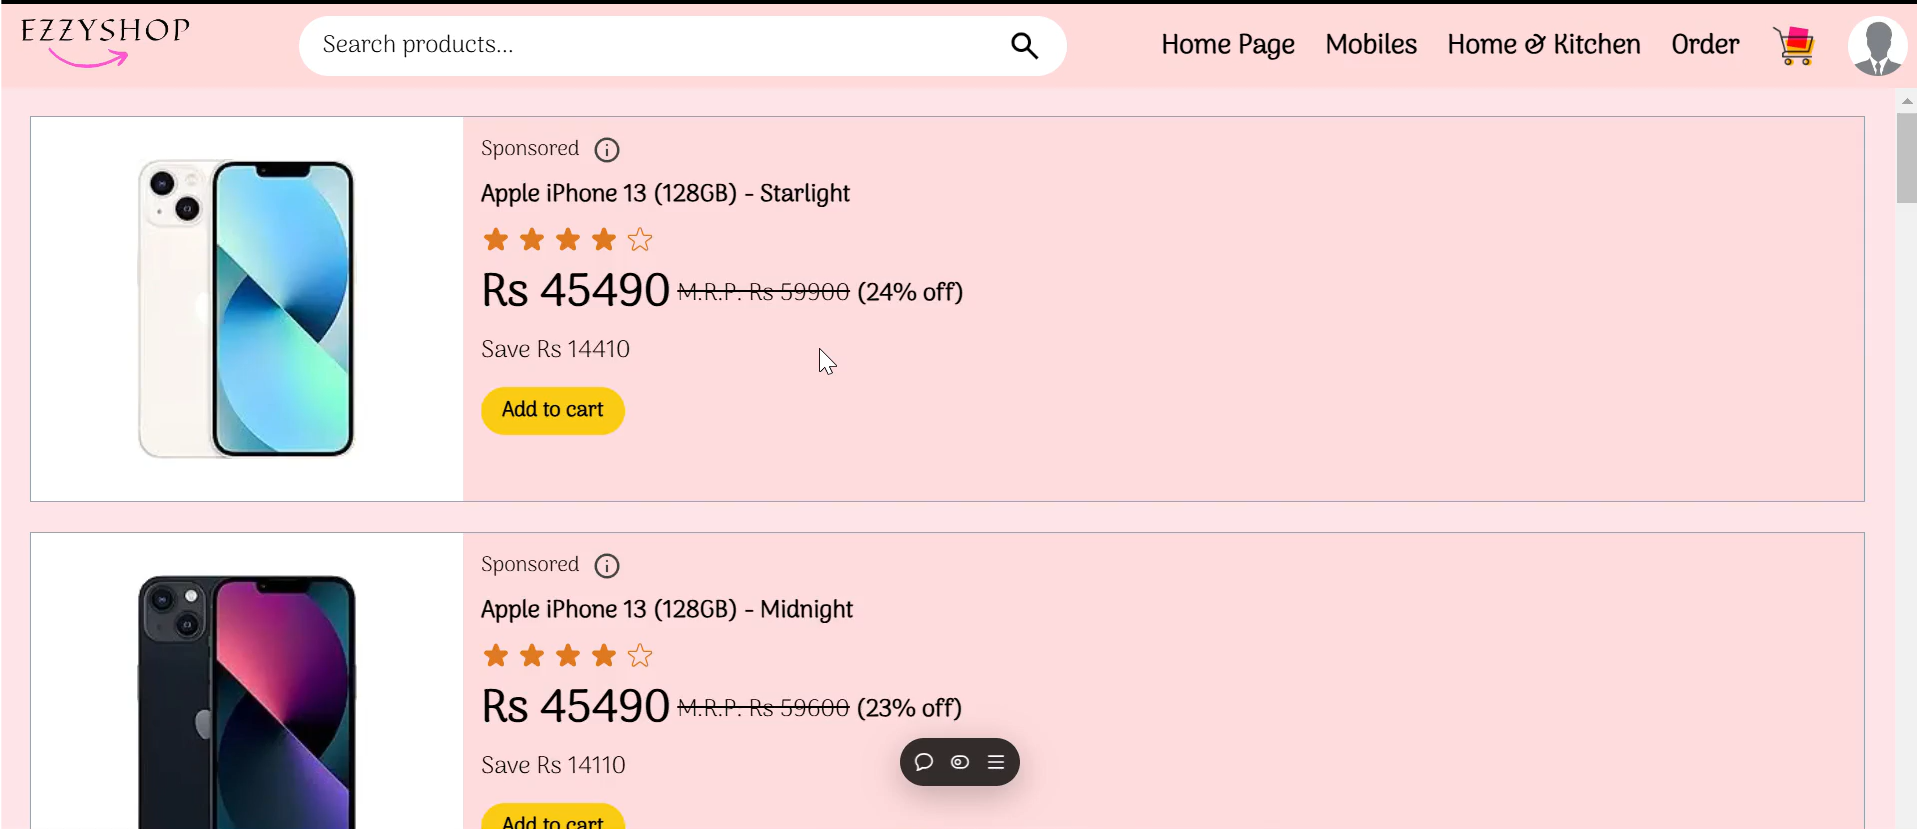 EZZYSHOP
Search products...
Home Page Mobiles Home & Kitchen Order
Sponsored
Apple iPhone 13 (128GB) - Starlight
Rs 45490 M.R.P. Rs 59900 (24% off)
Save Rs 14410
Add to cart
Sponsored
Apple iPhone 13 (128GB) - Midnight
Rs 45490 M.R.P. Rs 59600 (23% off)
Save Rs 14110
Add to cart